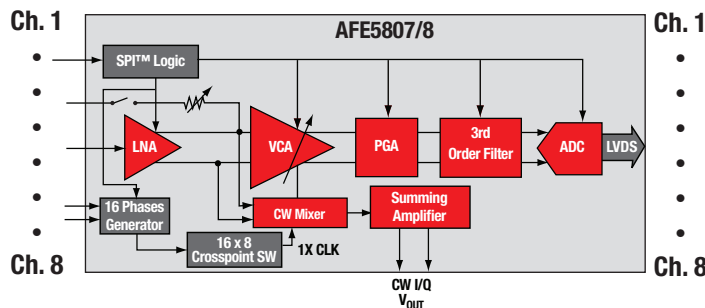 AFE5807/8
Ch. 1
Ch. 1
SPI™ Logic
LNA
VCA
PGA
3rd
Order Filter
ADC
LVDS
16 Phases
Generator
CW Mixer
Summing
Amplifier
16 x 8
Crosspoint SW
1X CLK
Ch. 8
Ch. 8
CW I/Q
VOUT